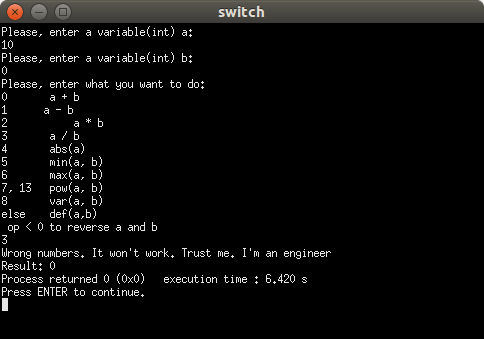 switch
Please, enter a variable(int) a:
10
Please, enter a variable(int) b:
0
Please, enter what you want to do:
0       a + b
1      a - b
2           a * b
3       a / b
4       abs(a)
5       min(a, b)
6       max(a, b)
7, 13   pow(a, b)
8       var(a, b)
else    def(a,b)
 op < 0 to reverse a and b
3
Wrong numbers. It won't work. Trust me. I'm an engineer
Result: 0
Process returned 0 (0x0)   execution time : 6.420 s
Press ENTER to continue.